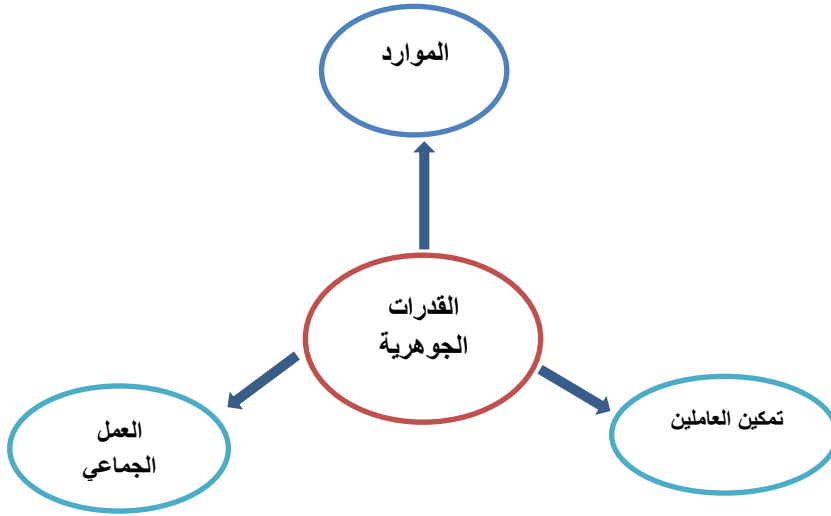 الموارد
القدرات
الجوهرية
تمكين العاملين
العمل
الجماعي